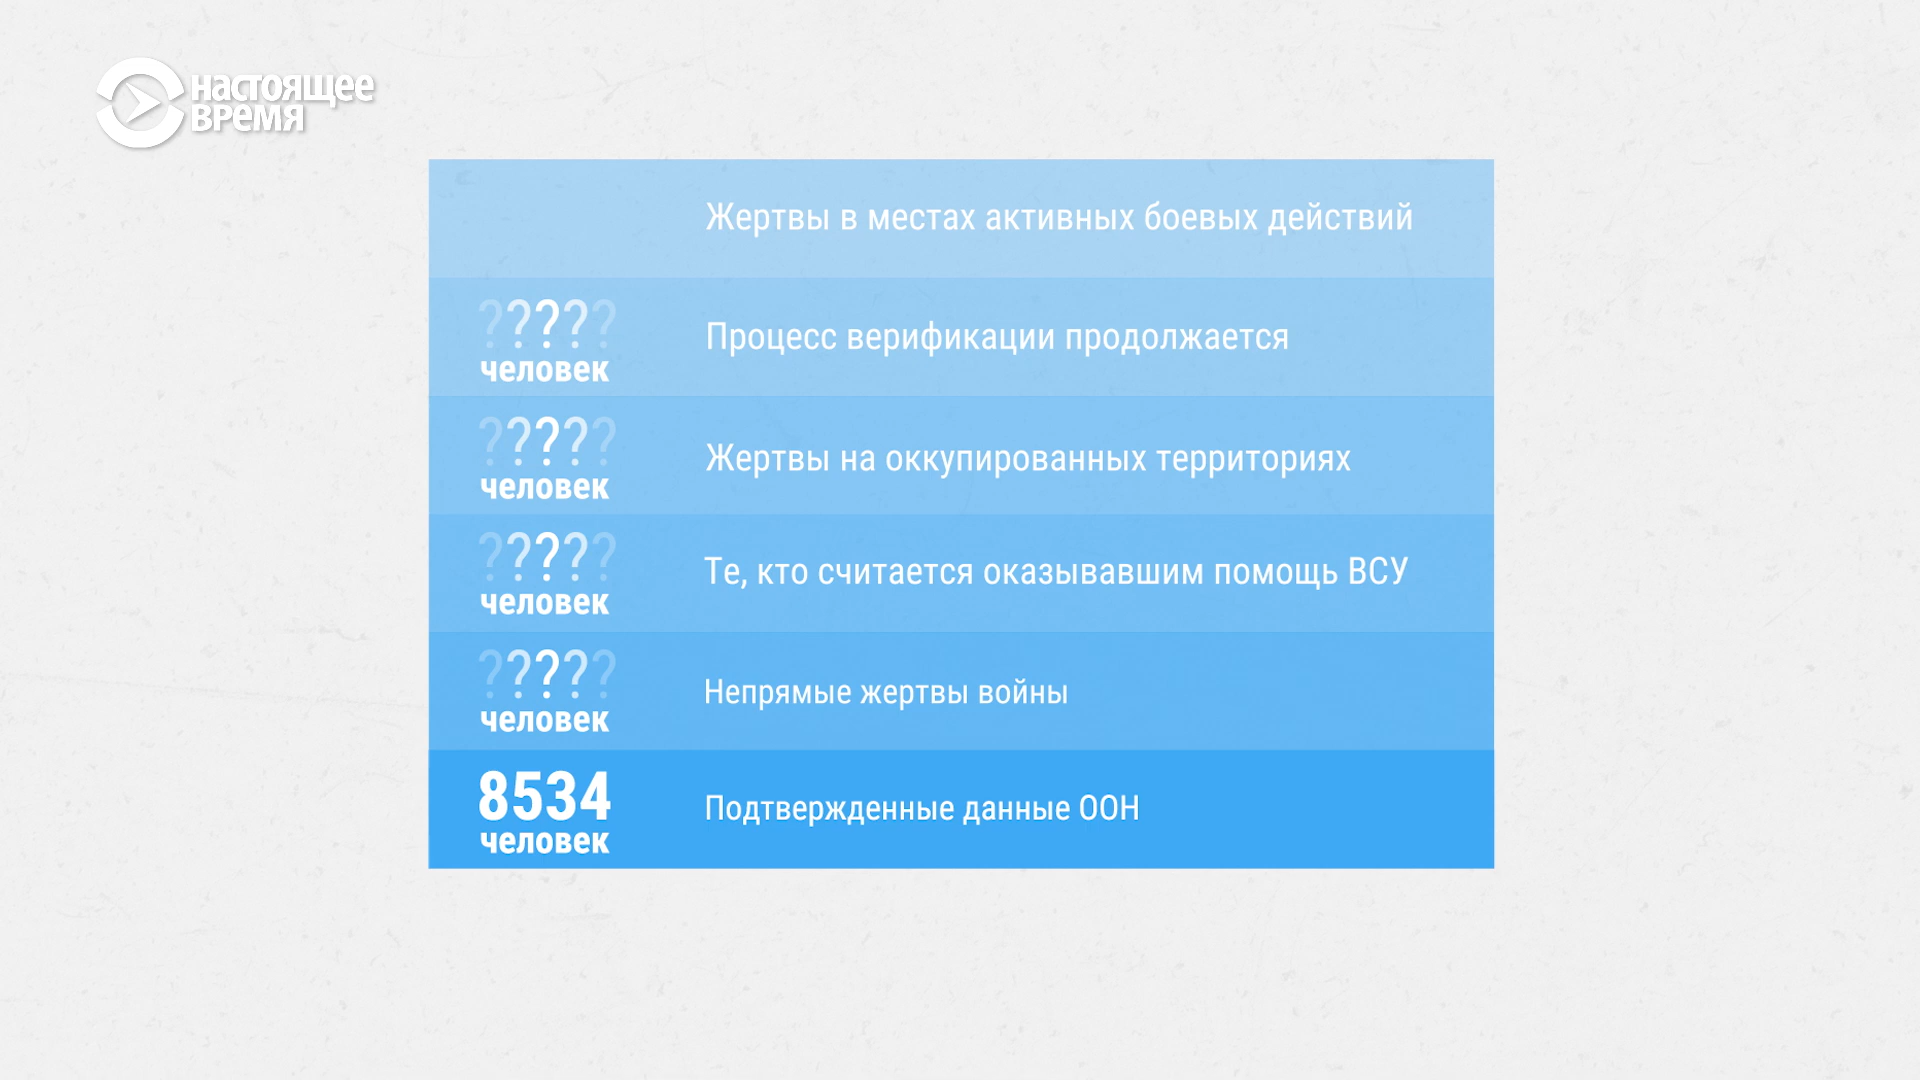 настоящее
время
Жертвы в местах активных боевых действий
?????
человек
Процесс верификации продолжается
?????
человек
Жертвы на оккупированных территориях
?????
человек
Те, кто считается оказывавшим помощь ВСУ
?????
человек
Непрямые жертвы войны
8534
человек
Подтвержденные данные ООН